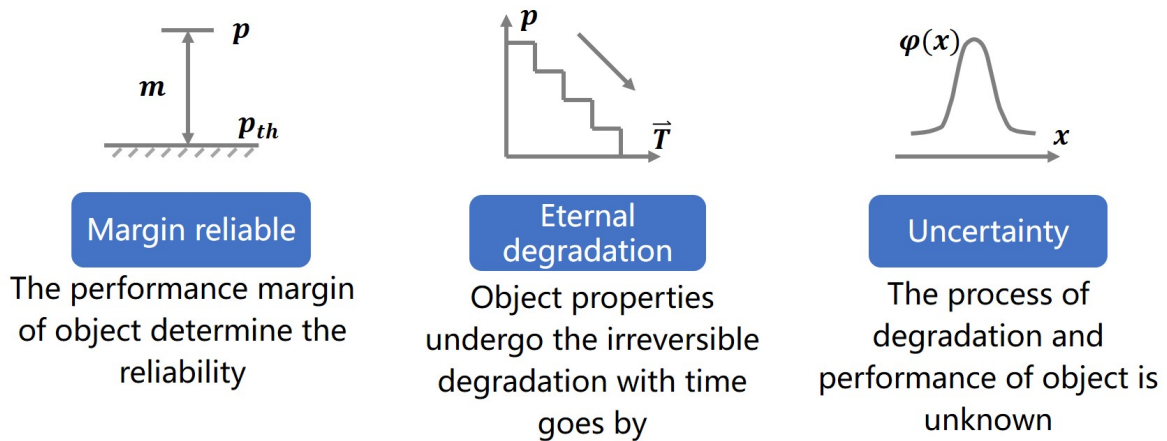 p
m
p_th
Margin reliable
The performance margin
of object determine the
reliability
p
T⃗
Eternal
degradation
Object properties
undergo the irreversible
degradation with time
goes by
φ(x)
x
Uncertainty
The process of
degradation and
performance of object is
unknown